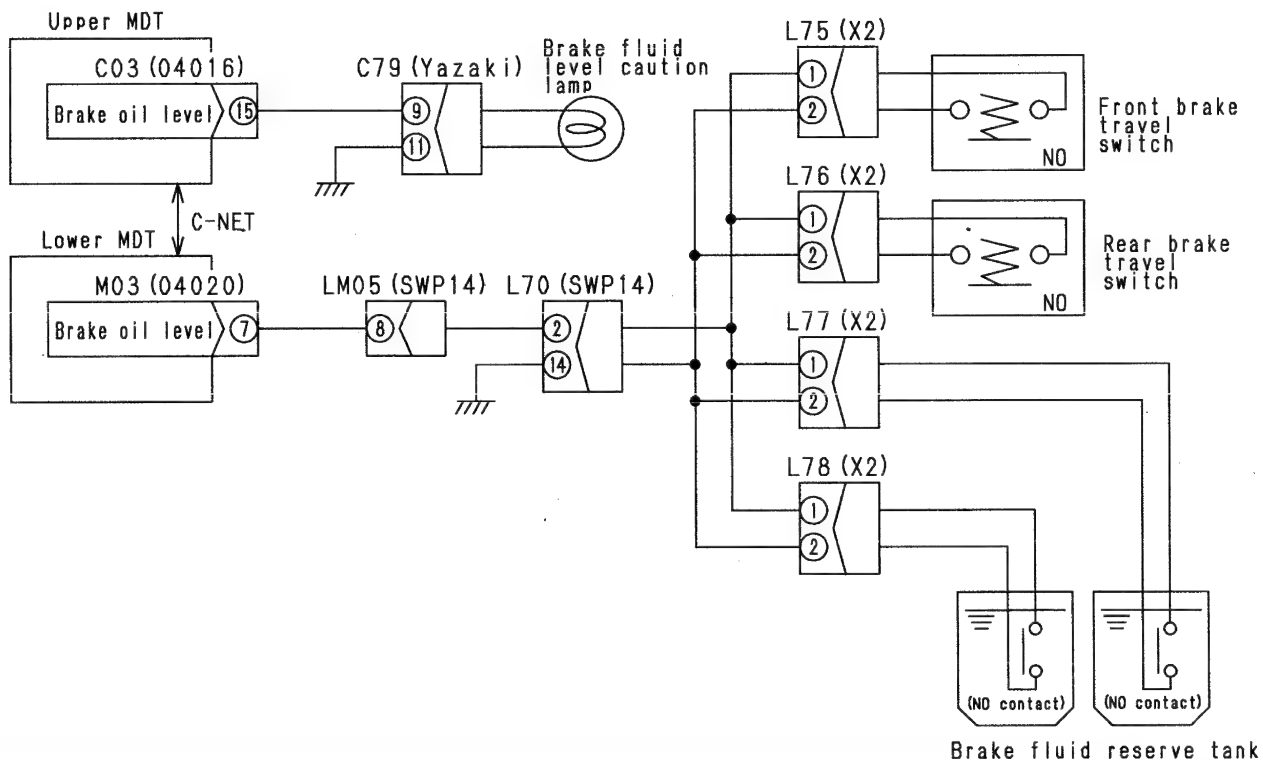 Upper MDT
C03 (04016)
Brake oil level
15
C79 (Yazaki)
9
11
Brake fluid
level caution
lamp
C-NET
Lower MDT
M03 (04020)
Brake oil level
7
LM05 (SWP14)
8
L70 (SWP14)
2
14
L75 (X2)
1
2
NO
Front brake
travel
switch
L76 (X2)
1
2
NO
Rear brake
travel
switch
L77 (X2)
1
2
L78 (X2)
1
2
(NO contact)
(NO contact)
Brake fluid reserve tank